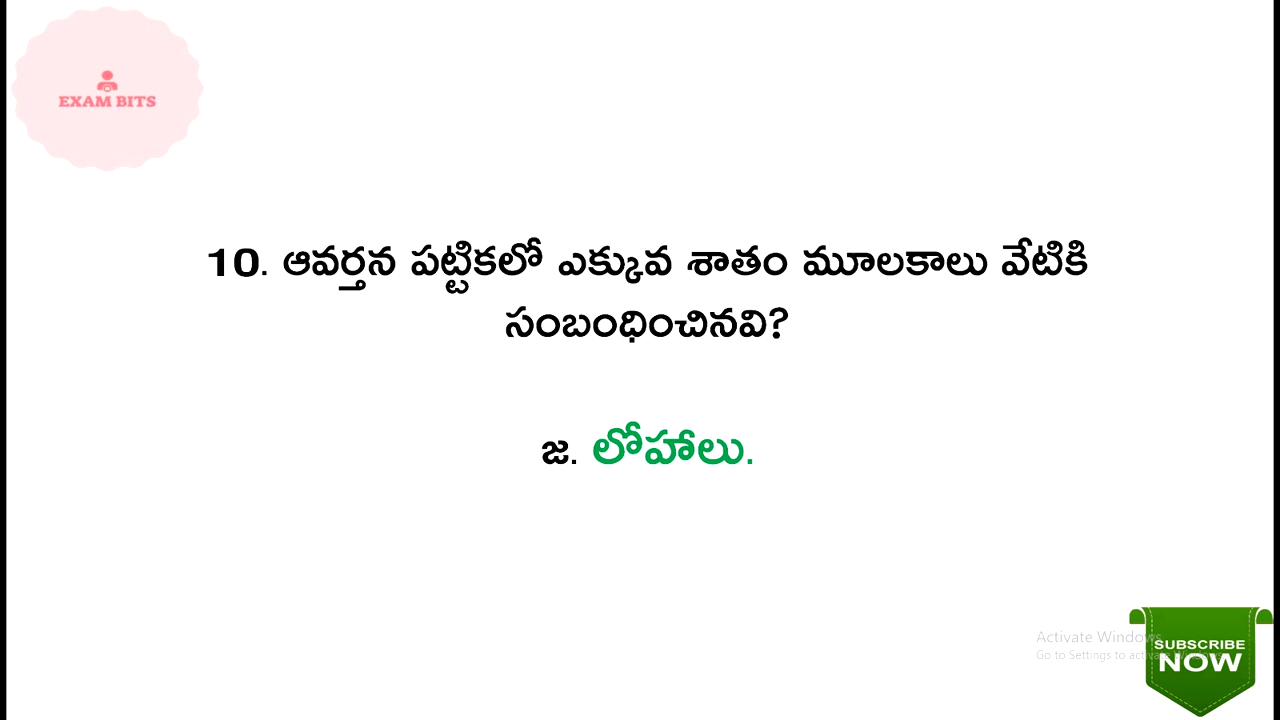 EXAM BITS
10. ఆవర్తన పట్టికలో ఎక్కువ శాతం మూలకాలు వేటికి
సంబంధించినవి?
జ. లోహాలు.
Activate Windows
Go to Settings to activate Windows.
SUBSCRIBE
NOW